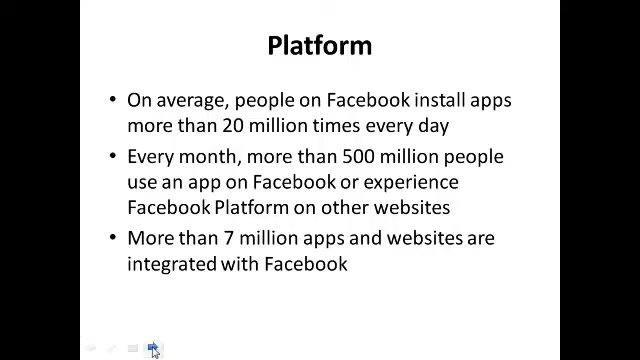 Platform
• On average, people on Facebook install apps
more than 20 million times every day
• Every month, more than 500 million people
use an app on Facebook or experience
Facebook Platform on other websites
• More than 7 million apps and websites are
integrated with Facebook